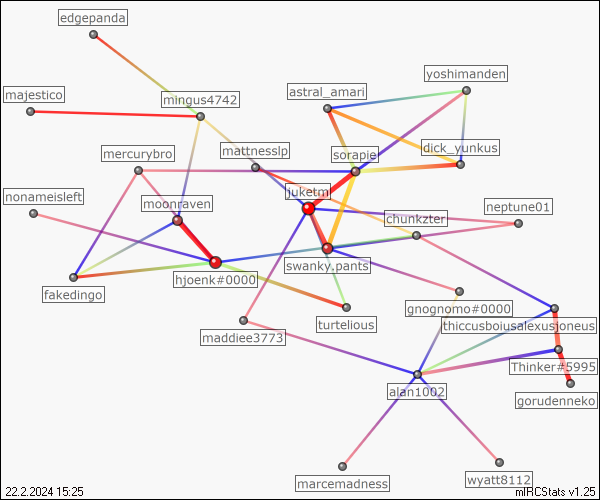 edgepanda
yoshimanden
majestico
astral_amari
mingus4742
mercurybro
mattnesslp
sorapie
dick_yunkus
nonameisleft
moonraven
juketm
chunkzter
neptune01
fakedingo
hjoenk#0000
swanky.pants
gnognomo#0000
turtelious
thiccusboiusalexusjoneus
maddiee3773
Thinker#5995
alan1002
gorudenneko
marcemadness
wyatt8112
22.2.2024 15:25
mIRCStats v1.25